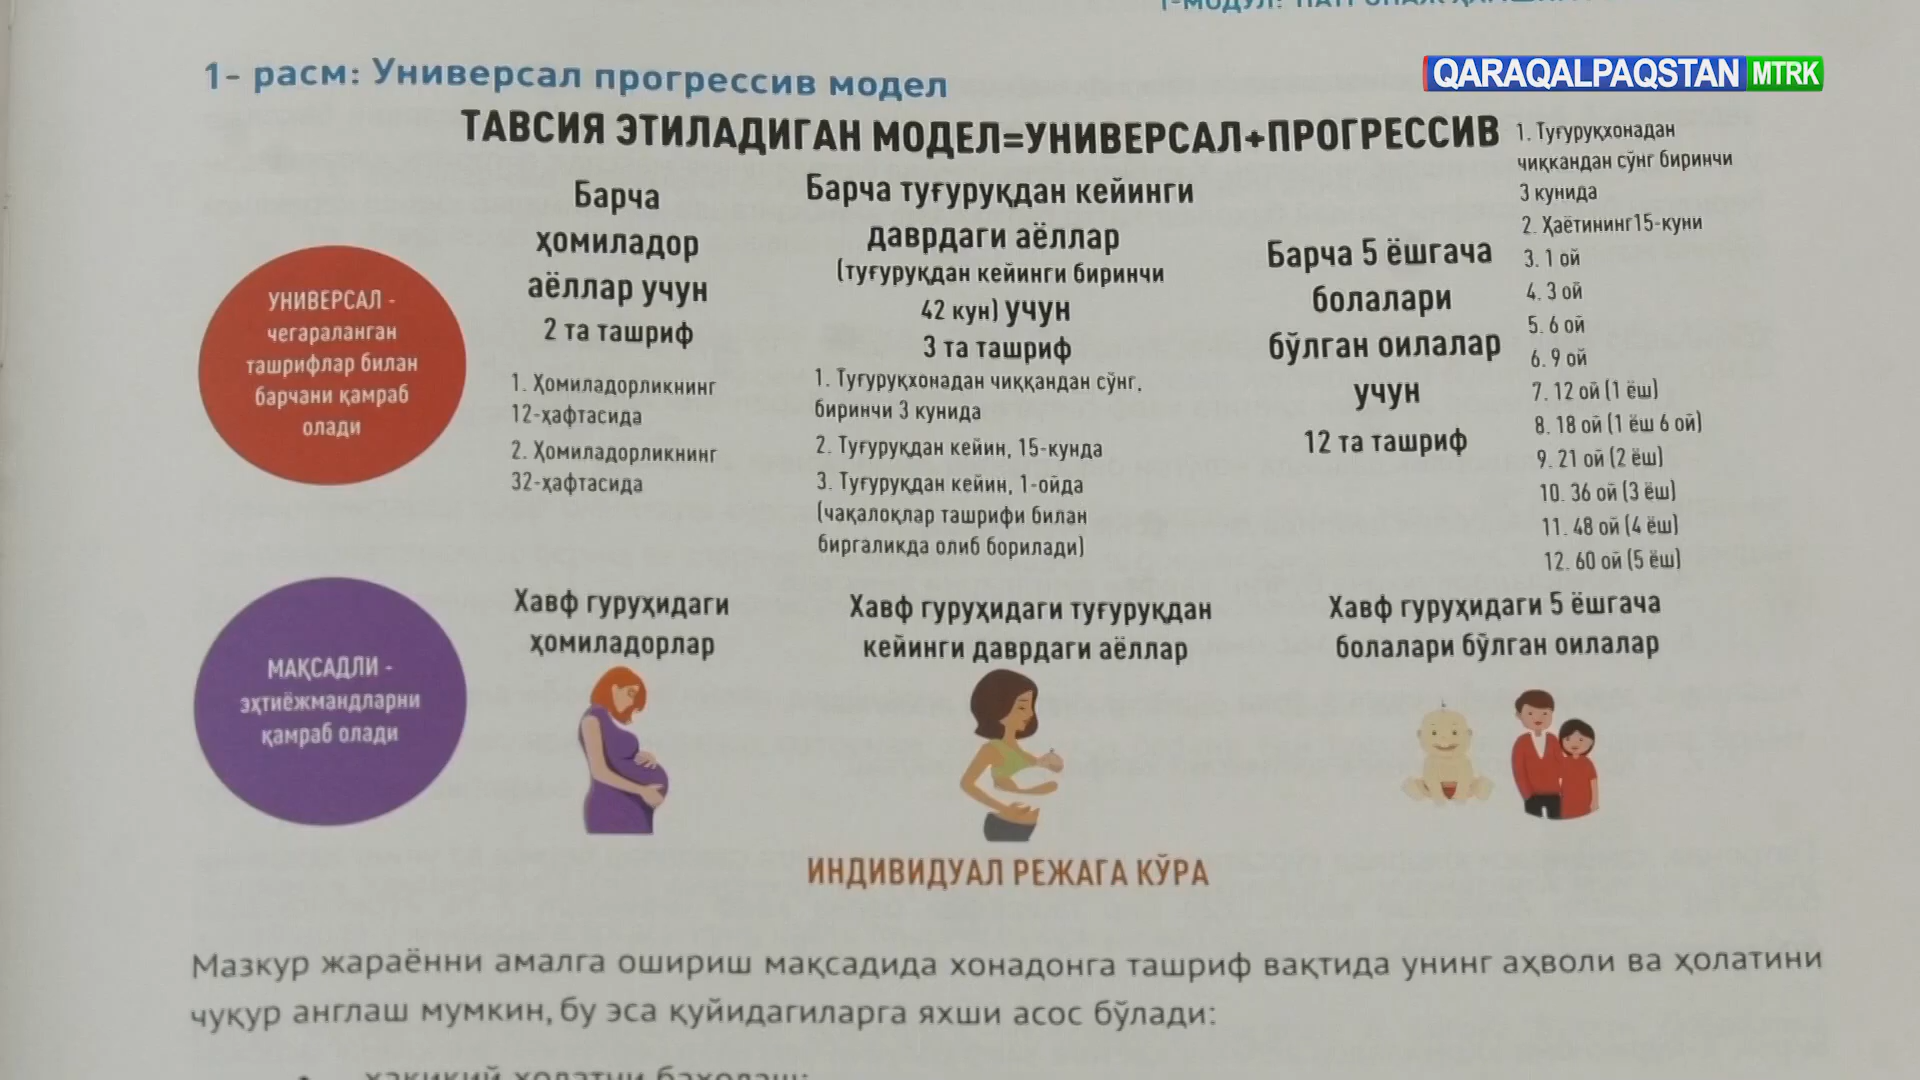 1-МОДУЛ:
QARAQALPAQSTAN MTRK
1- расм: Универсал прогрессив модел
ТАВСИЯ ЭТИЛАДИГАН МОДЕЛ=УНИВЕРСАЛ+ПРОГРЕССИВ
УНИВЕРСАЛ -
чегараланган
ташрифлар билан
барчани қамраб
олади
Барча
ҳомиладор
аёллар учун
2 та ташриф
1. Ҳомиладорликнинг
12-ҳафтасида
2. Ҳомиладорликнинг
32-ҳафтасида
Барча туғуруқдан кейинги
даврдаги аёллар
(туғуруқдан кейинги биринчи
42 кун) учун
3 та ташриф
1. Туғуруқхонадан чиққандан сўнг,
биринчи 3 кунида
2. Туғуруқдан кейин, 15-кунда
3. Туғуруқдан кейин, 1-ойда
(чақалоқлар ташрифи билан
биргаликда олиб борилади)
Барча 5 ёшгача
болалари
бўлган оилалар
учун
12 та ташриф
1. Туғуруқхонадан
чиққандан сўнг биринчи
3 кунида
2. Ҳаётининг15-куни
3. 1 ой
4. 3 ой
5. 6 ой
6. 9 ой
7. 12 ой (1 ёш)
8. 18 ой (1 ёш 6 ой)
9. 21 ой (2 ёш)
10. 36 ой (3 ёш)
11. 48 ой (4 ёш)
12. 60 ой (5 ёш)
МАҚСАДЛИ -
эҳтиёжмандларни
қамраб олади
Хавф гуруҳидаги
ҳомиладорлар
Хавф гуруҳидаги туғуруқдан
кейинги даврдаги аёллар
Хавф гуруҳидаги 5 ёшгача
болалари бўлган оилалар
ИНДИВИДУАЛ РЕЖАГА КЎРА
Мазкур жараённи амалга ошириш мақсадида хонадонга ташриф вақтида унинг аҳволи ва ҳолатини
чуқур англаш мумкин, бу эса қуйидагиларга яхши асос бўлади:
• ҳақиқий ҳолатни баҳолаш;